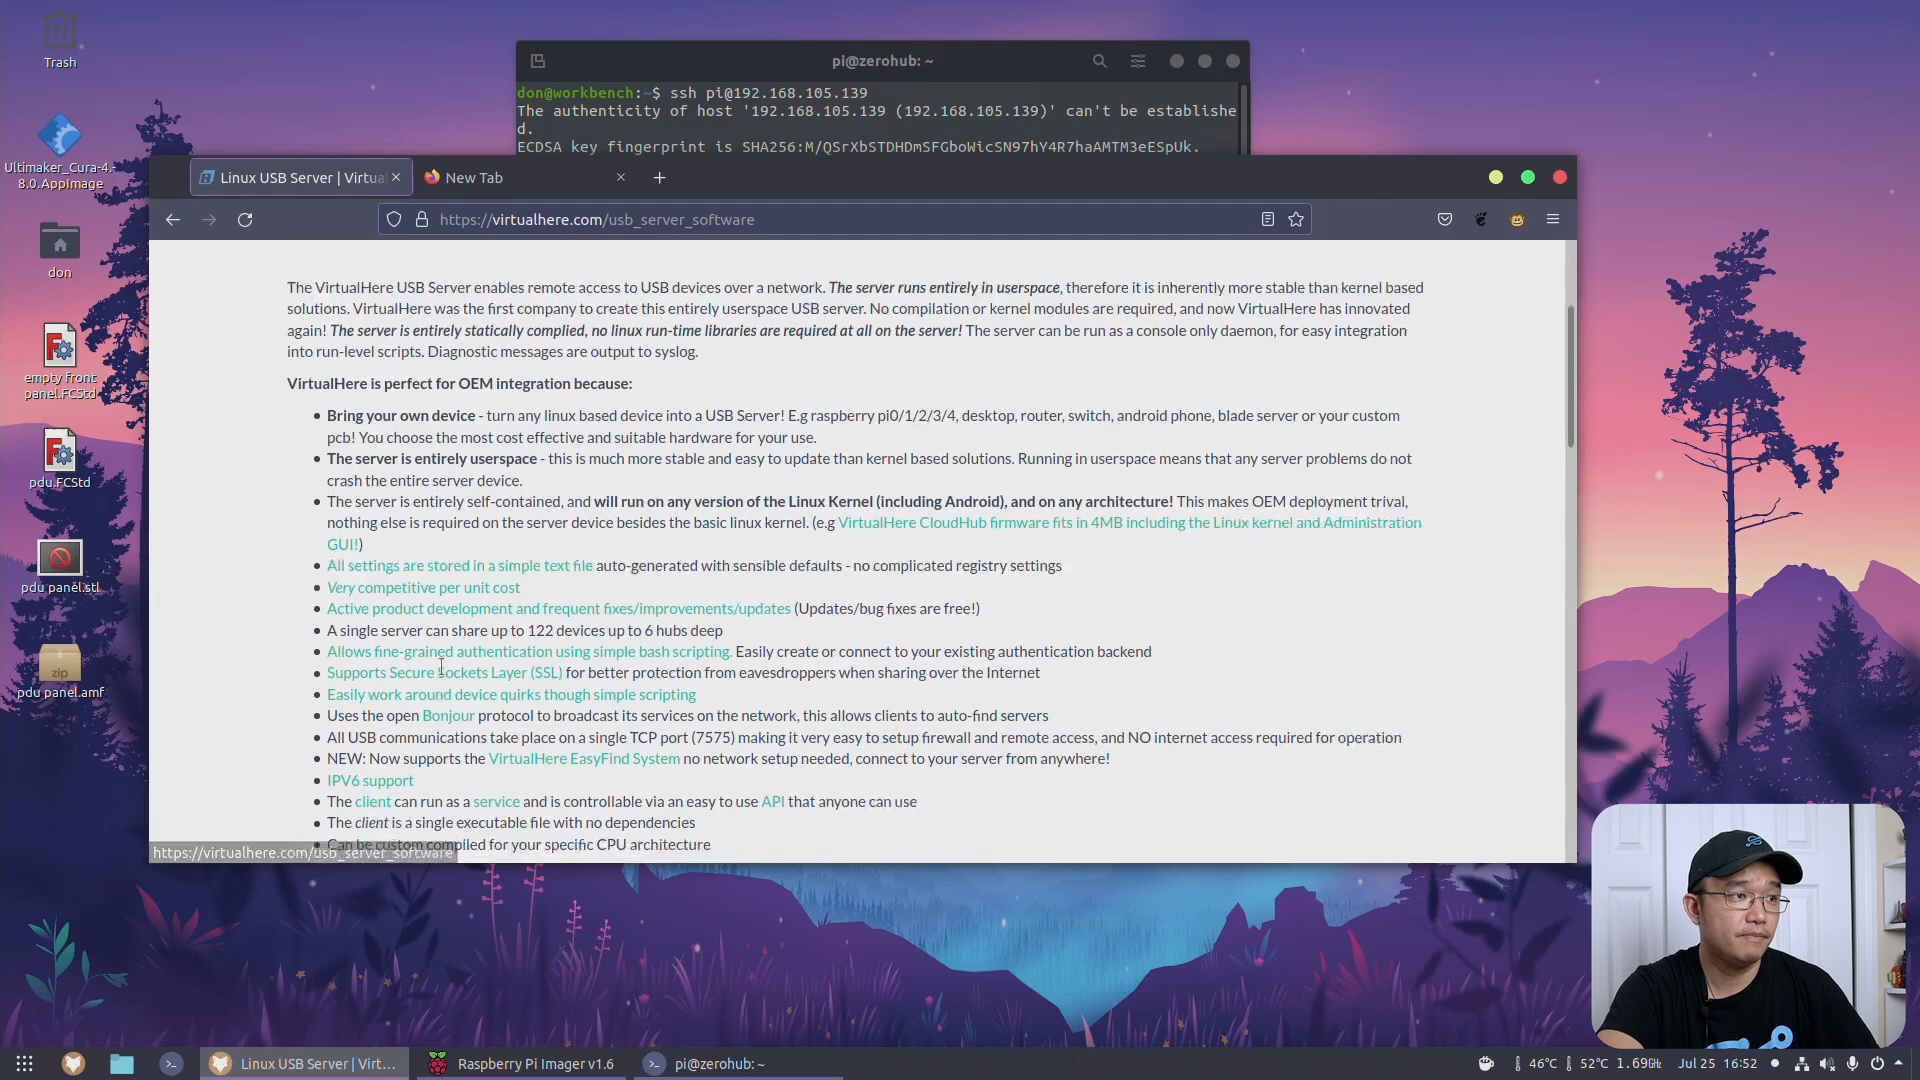 Trash
Ultimaker_Cura-4.
8.0.AppImage
don
empty front
panel.FCStd
pdu.FCStd
pdu panel.stl
zip
pdu panel.amf
pi@zerohub: ~
don@workbench:~$ ssh pi@192.168.105.139
The authenticity of host '192.168.105.139 (192.168.105.139)' can't be establishe
d.
ECDSA key fingerprint is SHA256:M/QSrXbSTDHDmSFGboWicSN97hY4R7haAMTM3eESpUk.
Linux USB Server | Virtua
New Tab
https://virtualhere.com/usb_server_software
The VirtualHere USB Server enables remote access to USB devices over a network. The server runs entirely in userspace, therefore it is inherently more stable than kernel based
solutions. VirtualHere was the first company to create this entirely userspace USB server. No compilation or kernel modules are required, and now VirtualHere has innovated
again! The server is entirely statically complied, no linux run-time libraries are required at all on the server! The server can be run as a console only daemon, for easy integration
into run-level scripts. Diagnostic messages are output to syslog.
VirtualHere is perfect for OEM integration because:
Bring your own device - turn any linux based device into a USB Server! E.g raspberry pi0/1/2/3/4, desktop, router, switch, android phone, blade server or your custom
pcb! You choose the most cost effective and suitable hardware for your use.
The server is entirely userspace - this is much more stable and easy to update than kernel based solutions. Running in userspace means that any server problems do not
crash the entire server device.
The server is entirely self-contained, and will run on any version of the Linux Kernel (including Android), and on any architecture! This makes OEM deployment trival,
nothing else is required on the server device besides the basic linux kernel. (e.g VirtualHere CloudHub firmware fits in 4MB including the Linux kernel and Administration
GUI!)
All settings are stored in a simple text file auto-generated with sensible defaults - no complicated registry settings
Very competitive per unit cost
Active product development and frequent fixes/improvements/updates (Updates/bug fixes are free!)
A single server can share up to 122 devices up to 6 hubs deep
Allows fine-grained authentication using simple bash scripting. Easily create or connect to your existing authentication backend
Supports Secure Sockets Layer (SSL) for better protection from eavesdroppers when sharing over the Internet
Easily work around device quirks though simple scripting
Uses the open Bonjour protocol to broadcast its services on the network, this allows clients to auto-find servers
All USB communications take place on a single TCP port (7575) making it very easy to setup firewall and remote access, and NO internet access required for operation
NEW: Now supports the VirtualHere EasyFind System no network setup needed, connect to your server from anywhere!
IPV6 support
The client can run as a service and is controllable via an easy to use API that anyone can use
The client is a single executable file with no dependencies
Can be custom compiled for your specific CPU architecture
https://virtualhere.com/usb_server_software
Linux USB Server | Virt...
Raspberry Pi Imager v1.6
pi@zerohub: ~
46°C
52°C
1.69GHz
Jul 25 16:52